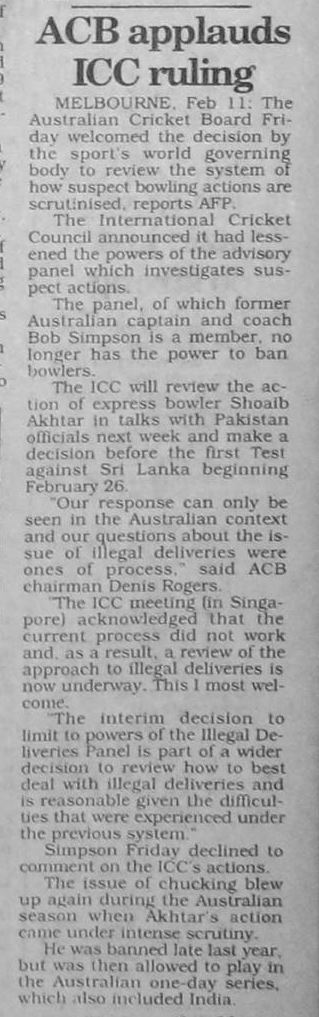 ACB applauds
ICC ruling
MELBOURNE, Feb 11: The
Australian Cricket Board Fri-
day welcomed the decision by
the sport's world governing
body to review the system of
how suspect bowling actions are
scrutinised, reports AFP.
The International Cricket
Council announced it had less-
ened the powers of the advisory
panel which investigates sus-
pect actions.
The panel, of which former
Australian captain and coach
Bob Simpson is a member, no
longer has the power to ban
bowlers.
The ICC will review the ac-
tion of express bowler Shoaib
Akhtar in talks with Pakistan
officials next week and make a
decision before the first Test
against Sri Lanka beginning
February 26.
"Our response can only be
seen in the Australian context
and our questions about the is-
sue of illegal deliveries were
ones of process," said ACB
chairman Denis Rogers.
"The ICC meeting (in Singa-
pore) acknowledged that the
current process did not work
and, as a result, a review of the
approach to illegal deliveries is
now underway. This I most wel-
come.
"The interim decision to
limit to powers of the Illegal De-
liveries Panel is part of a wider
decision to review how to best
deal with illegal deliveries and
is reasonable given the difficul-
ties that were experienced under
the previous system."
Simpson Friday declined to
comment on the ICC's actions.
The issue of chucking blew
up again during the Australian
season when Akhtar's action
came under intense scrutiny.
He was banned late last year,
but was then allowed to play in
the Australian one-day series,
which also included India.